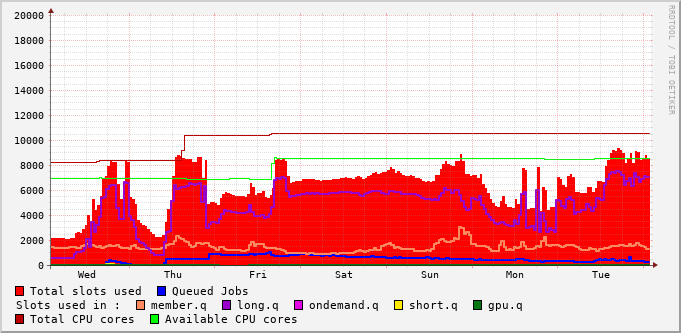 20000
18000
16000
14000
12000
10000
8000
6000
4000
2000
0
Wed Thu Fri Sat Sun Mon Tue
RRDTOOL / TOBI OETIKER
Total slots used Queued Jobs
Slots used in : member.q long.q ondemand.q short.q gpu.q
Total CPU cores Available CPU cores